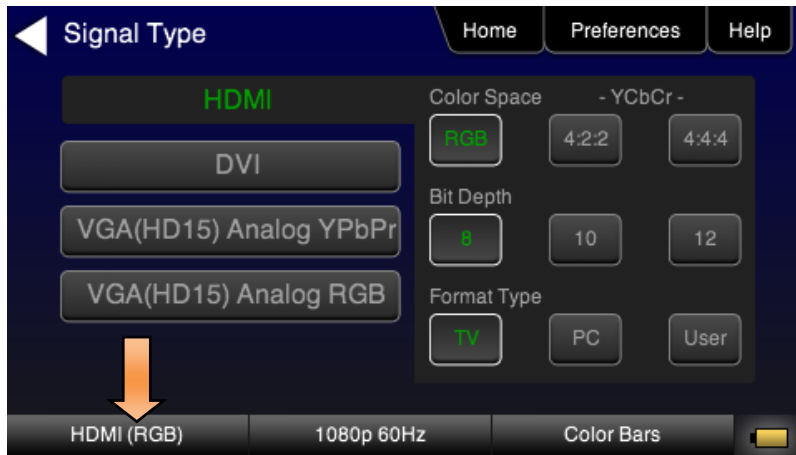 Signal Type
Home
Preferences
Help
HDMI
DVI
VGA(HD15) Analog YPbPr
VGA(HD15) Analog RGB
Color Space
- YCbCr -
RGB
4:2:2
4:4:4
Bit Depth
8
10
12
Format Type
TV
PC
User
HDMI (RGB)
1080p 60Hz
Color Bars